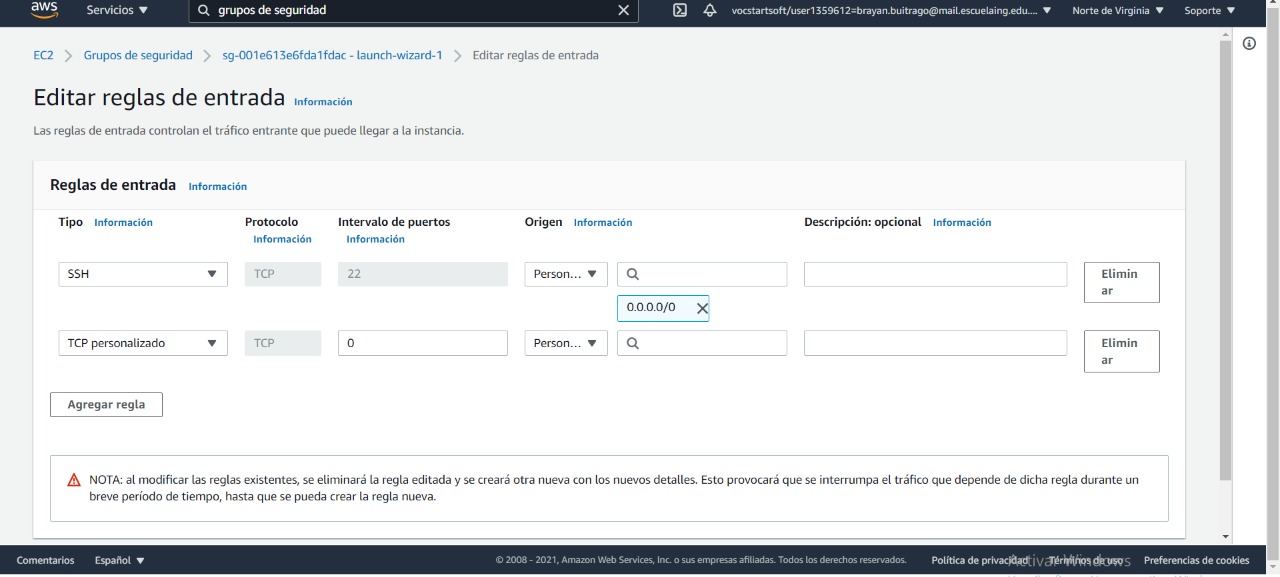 aws
Servicios
grupos de seguridad
vocstartsoft/user1359612=brayan.buitrago@mail.escuelaing.edu....
Norte de Virginia
Soporte
EC2 > Grupos de seguridad > sg-001e613e6fda1fdac - launch-wizard-1 > Editar reglas de entrada
Editar reglas de entrada Información
Las reglas de entrada controlan el tráfico entrante que puede llegar a la instancia.
Reglas de entrada Información
Tipo Información
Protocolo
Información
Intervalo de puertos
Información
Origen Información
Descripción: opcional Información
SSH
TCP
22
Person...
0.0.0.0/0
Elimin
ar
TCP personalizado
TCP
0
Person...
Elimin
ar
Agregar regla
NOTA: al modificar las reglas existentes, se eliminará la regla editada y se creará otra nueva con los nuevos detalles. Esto provocará que se interrumpa el tráfico que depende de dicha regla durante un
breve período de tiempo, hasta que se pueda crear la regla nueva.
Comentarios
Español
© 2008 - 2021, Amazon Web Services, Inc. o sus empresas afiliadas. Todos los derechos reservados.
Política de privacidad
Términos de uso
Preferencias de cookies
Activar Windows